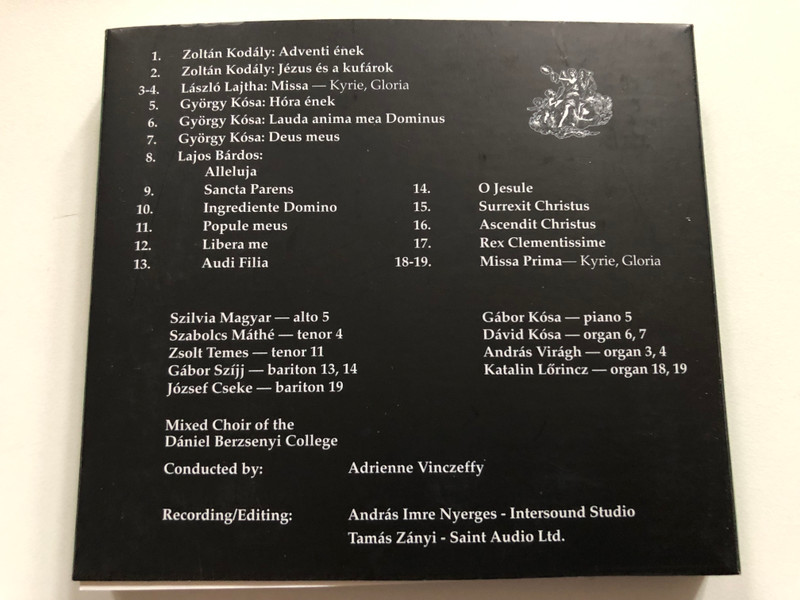 1. Zoltán Kodály: Adventi ének
2. Zoltán Kodály: Jézus és a kufárok
3-4. László Lajtha: Missa — Kyrie, Gloria
5. György Kósa: Hóra ének
6. György Kósa: Lauda anima mea Dominus
7. György Kósa: Deus meus
8. Lajos Bárdos:
Alleluja
9. Sancta Parens
10. Ingrediente Domino
11. Popule meus
12. Libera me
13. Audi Filia
14. O Jesule
15. Surrexit Christus
16. Ascendit Christus
17. Rex Clementissime
18-19. Missa Prima— Kyrie, Gloria
Szilvia Magyar — alto 5
Szabolcs Máthé — tenor 4
Zsolt Temes — tenor 11
Gábor Szíjj — bariton 13, 14
József Cseke — bariton 19
Gábor Kósa — piano 5
Dávid Kósa — organ 6, 7
András Virágh — organ 3, 4
Katalin Lőrincz — organ 18, 19
Mixed Choir of the
Dániel Berzsenyi College
Conducted by: Adrienne Vinczeffy
Recording/Editing: András Imre Nyerges - Intersound Studio
Tamás Zányi - Saint Audio Ltd.